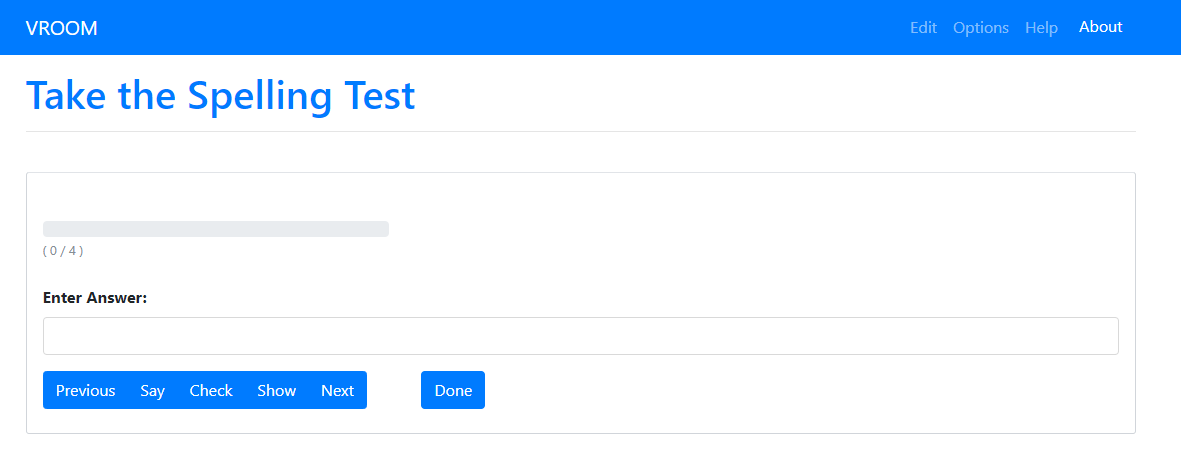 VROOM Edit Options Help About
Take the Spelling Test
( 0 / 4 )
Enter Answer:
Previous Say Check Show Next Done